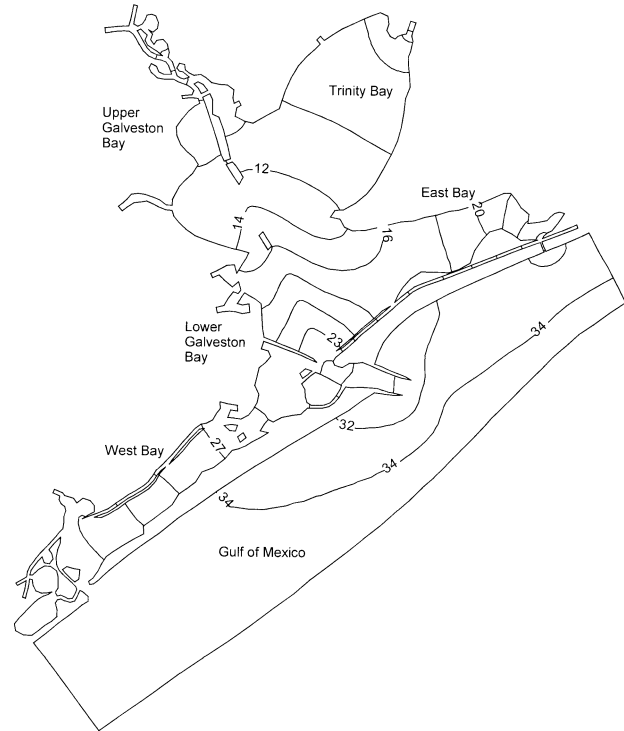 Trinity Bay
Upper
Galveston
Bay
12
East Bay
20
14
16
Lower
Galveston
Bay
23
34
32
West Bay
27
34
34
Gulf of Mexico